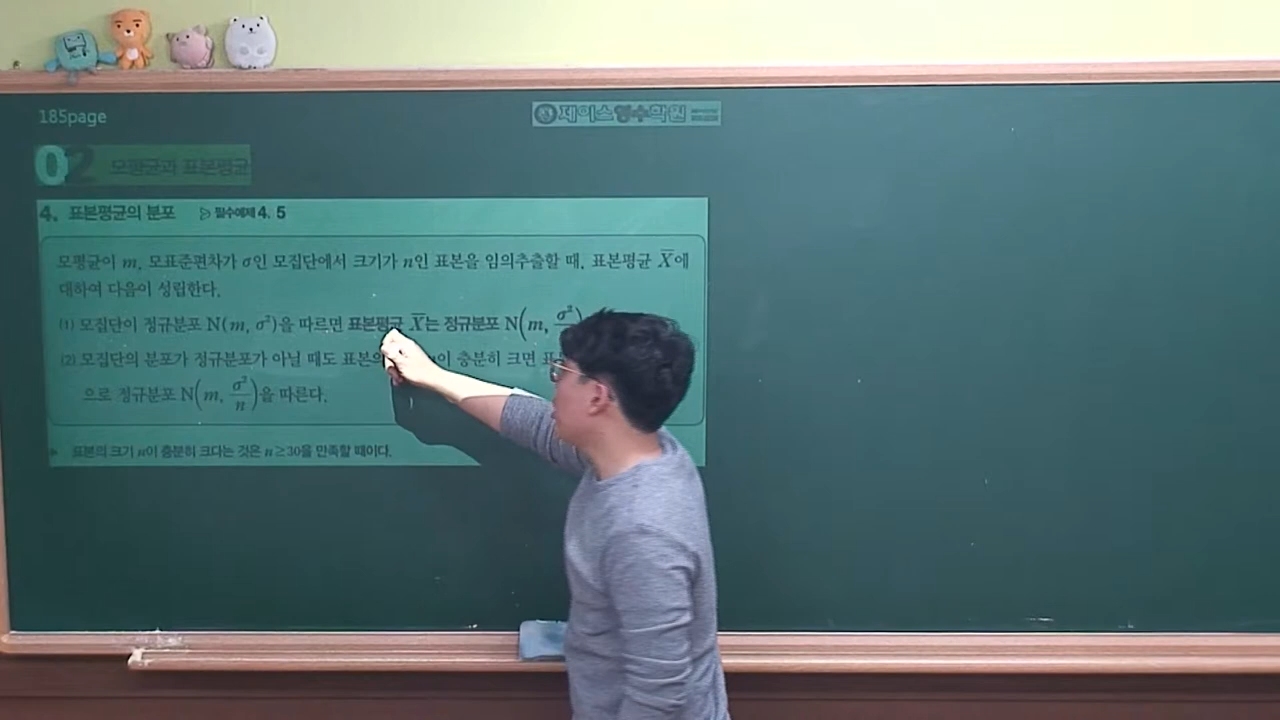 185page
제이스영수학원
02 모평균과 표본평균
4. 표본평균의 분포 ▷ 필수예제 4, 5
모평균이 m, 모표준편차가 σ인 모집단에서 크기가 n인 표본을 임의추출할 때, 표본평균 X̄에
대하여 다음이 성립한다.
(1) 모집단이 정규분포 N(m, σ²)을 따르면 표본평균 X̄는 정규분포 N(m, σ²
(2) 모집단의 분포가 정규분포가 아닐 때도 표본의 n이 충분히 크면
으로 정규분포 N(m, σ²/n)을 따른다.
표본의 크기 n이 충분히 크다는 것은 n≥30을 만족할 때이다.